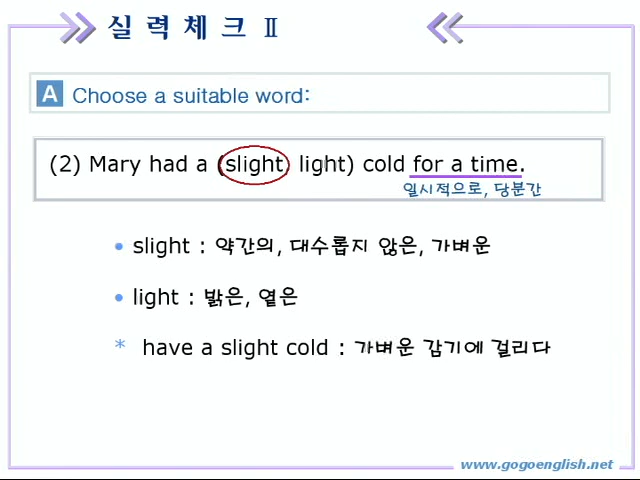 실 력 체 크 Ⅱ
A Choose a suitable word:
(2) Mary had a (slight, light) cold for a time.
일시적으로, 당분간
• slight : 약간의, 대수롭지 않은, 가벼운
• light : 밝은, 옅은
* have a slight cold : 가벼운 감기에 걸리다
www.gogoenglish.net